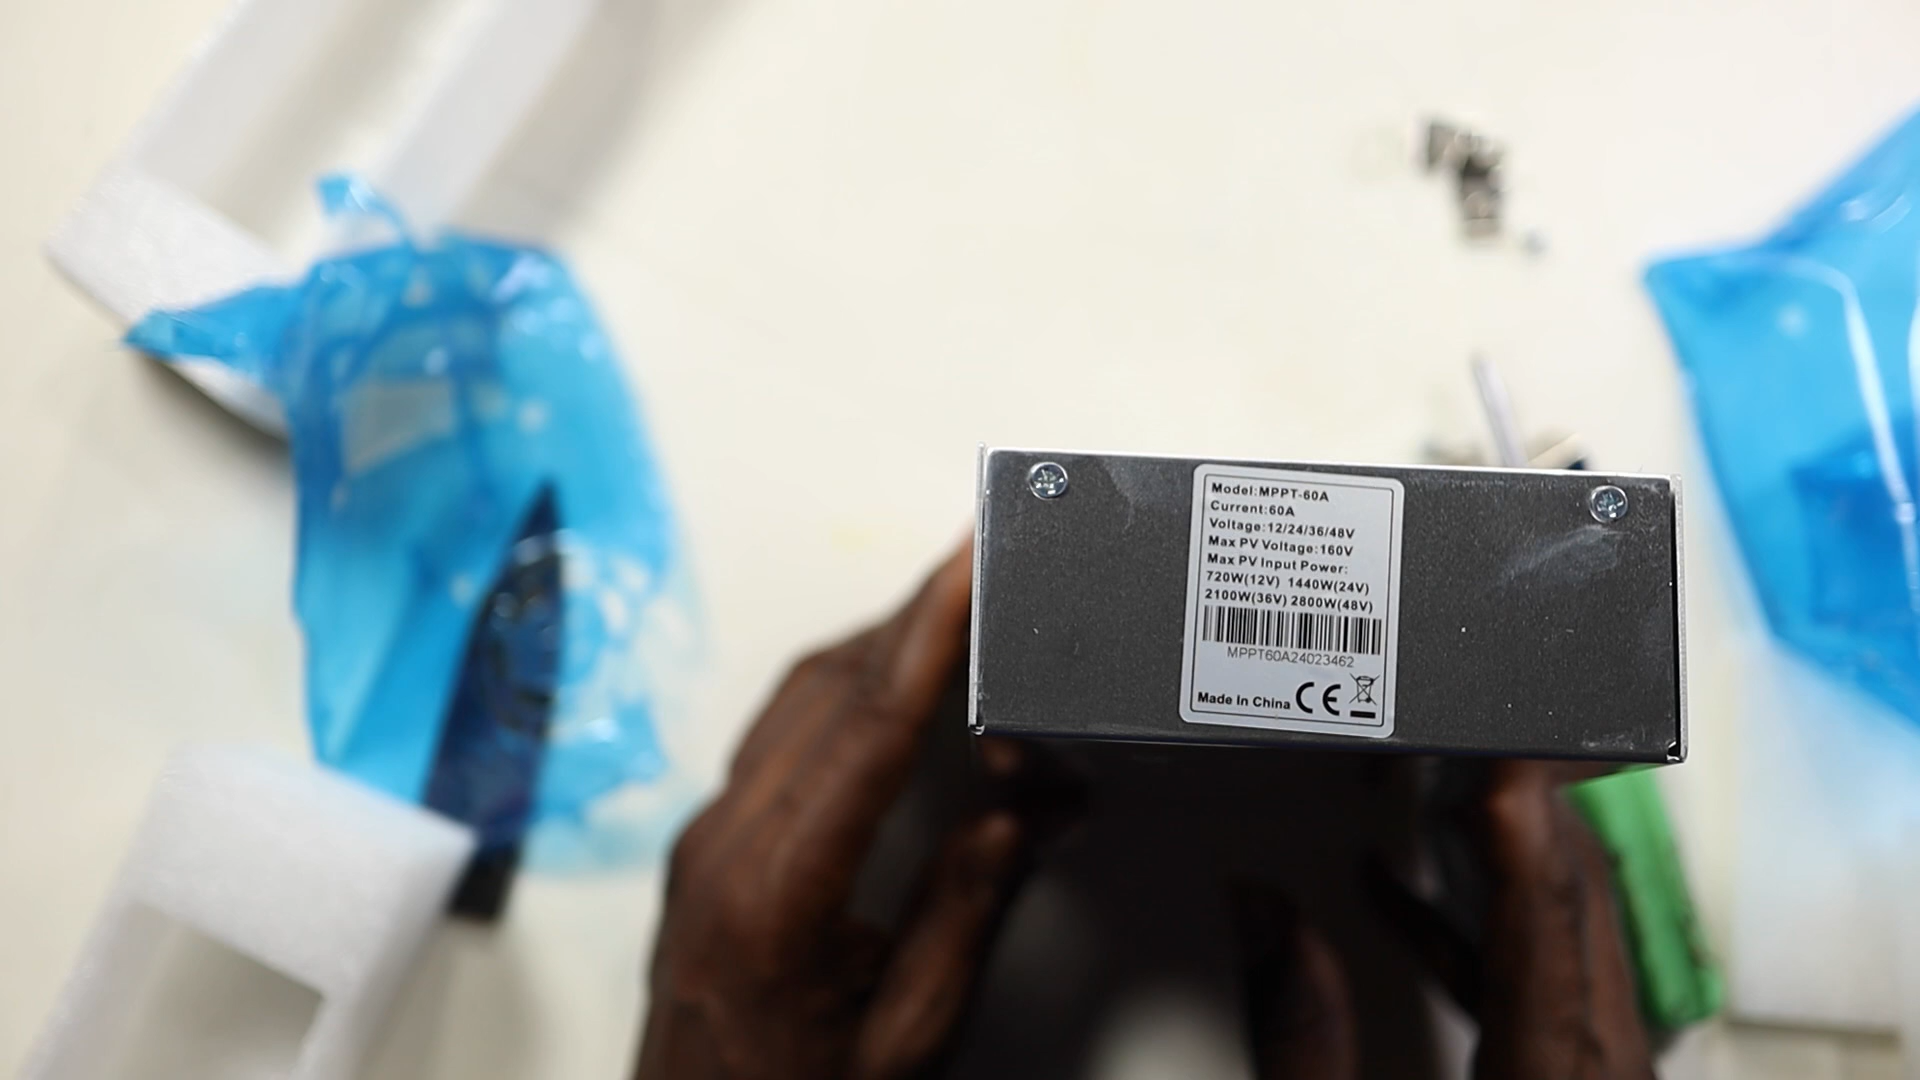 Model:MPPT-60A
Current:60A
Voltage:12/24/36/48V
Max PV Voltage:160V
Max PV Input Power:
720W(12V) 1440W(24V)
2100W(36V) 2800W(48V)
MPPT60A24023462
Made In China CE